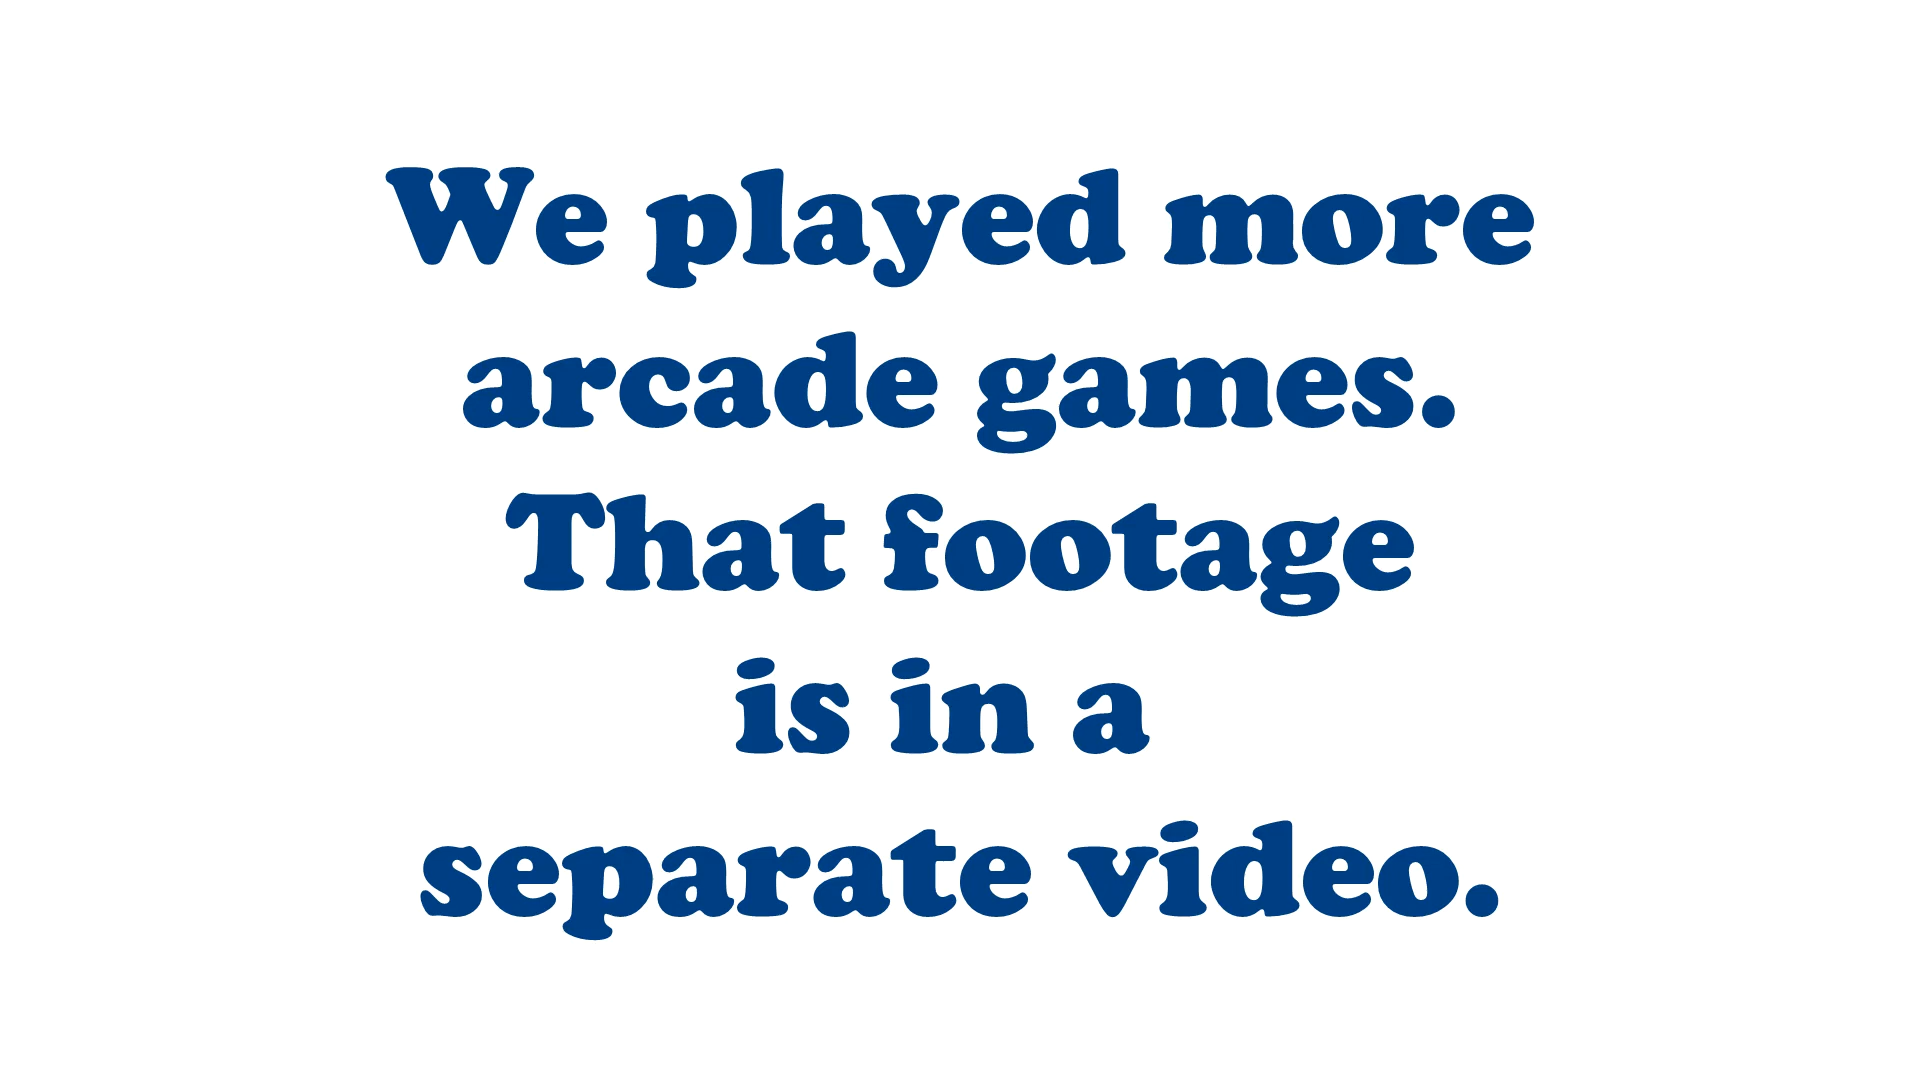 We played more
arcade games.
That footage
is in a
separate video.